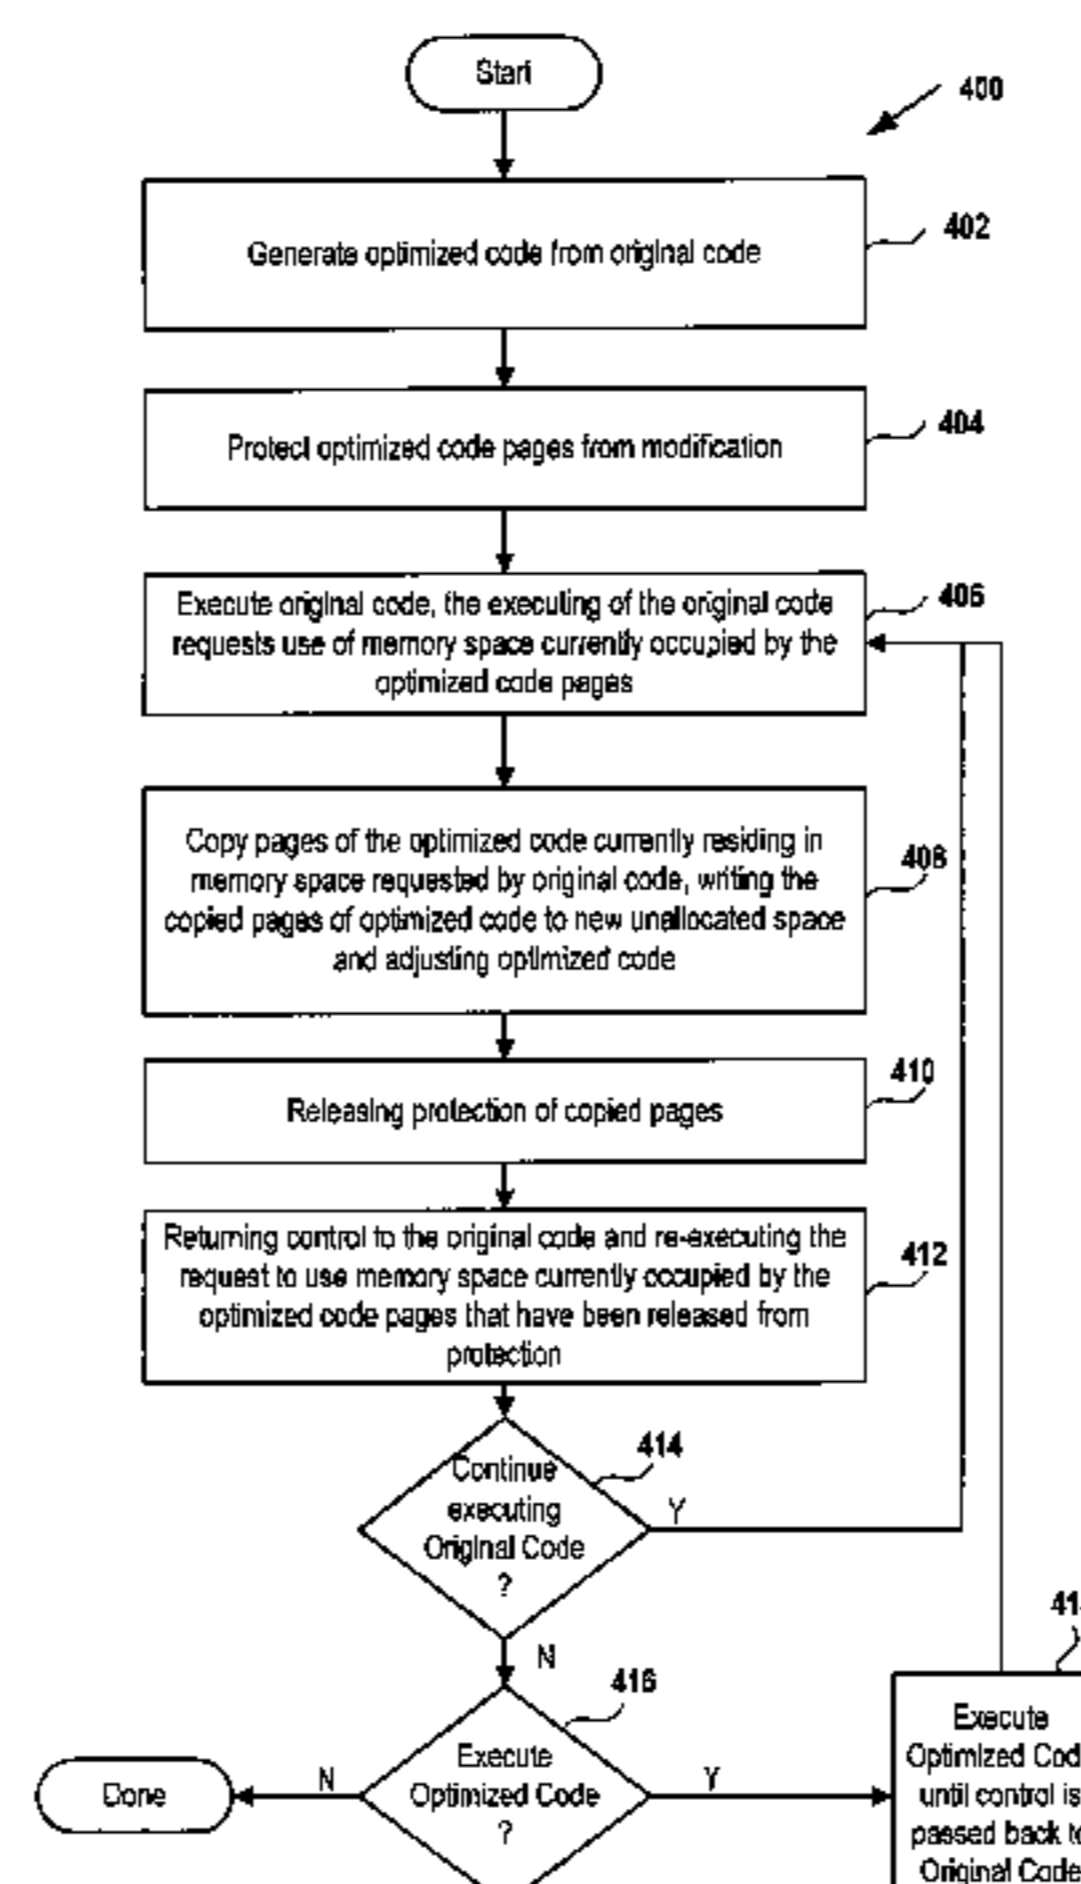 Start
400
Generate optimized code from original code
402
Protect optimized code pages from modification
404
Execute original code, the executing of the original code
requests use of memory space currently occupied by the
optimized code pages
406
Copy pages of the optimized code currently residing in
memory space requested by original code, writing the
copied pages of optimized code to new unallocated space
and adjusting optimized code
408
Releasing protection of copied pages
410
Returning control to the original code and re-executing the
request to use memory space currently occupied by the
optimized code pages that have been released from
protection
412
Continue
executing
Original Code
?
414
Y
N
Execute
Optimized Code
?
416
N
Y
Done
Execute
Optimized Cod
until control is
passed back to
Original Code